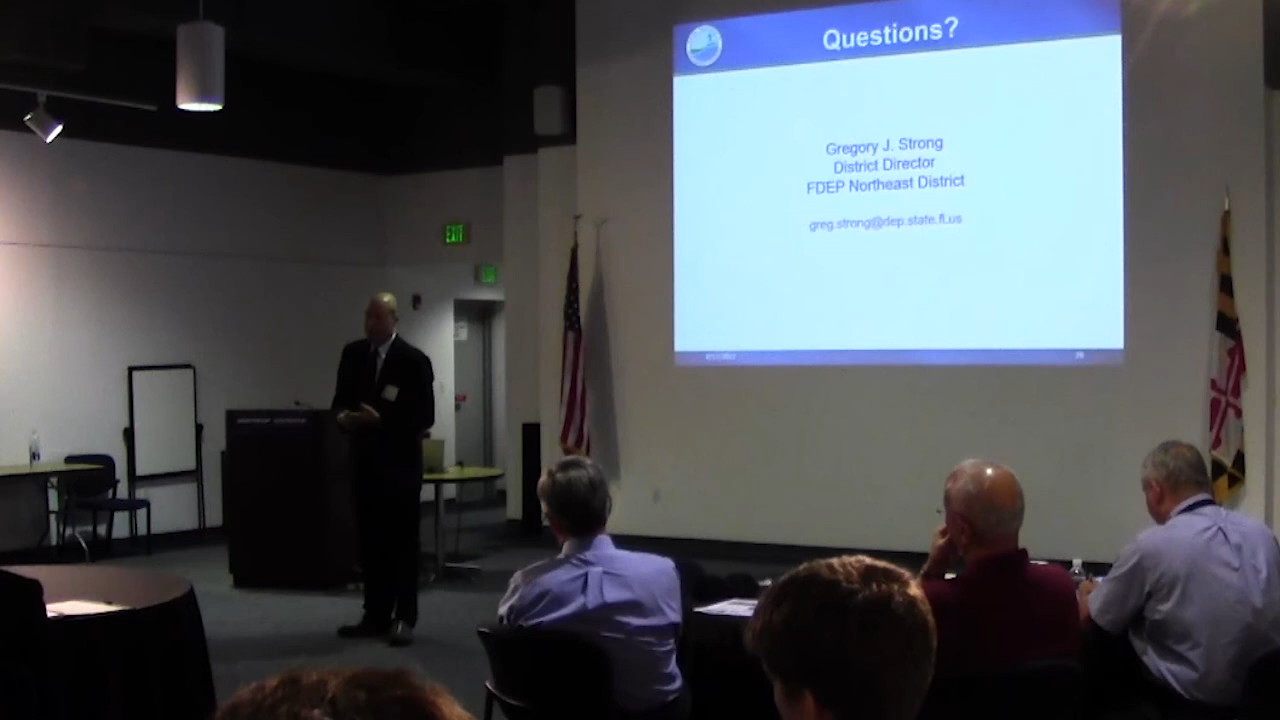 Questions?
Gregory J. Strong
District Director
FDEP Northeast District
greg.strong@dep.state.fl.us
EXIT